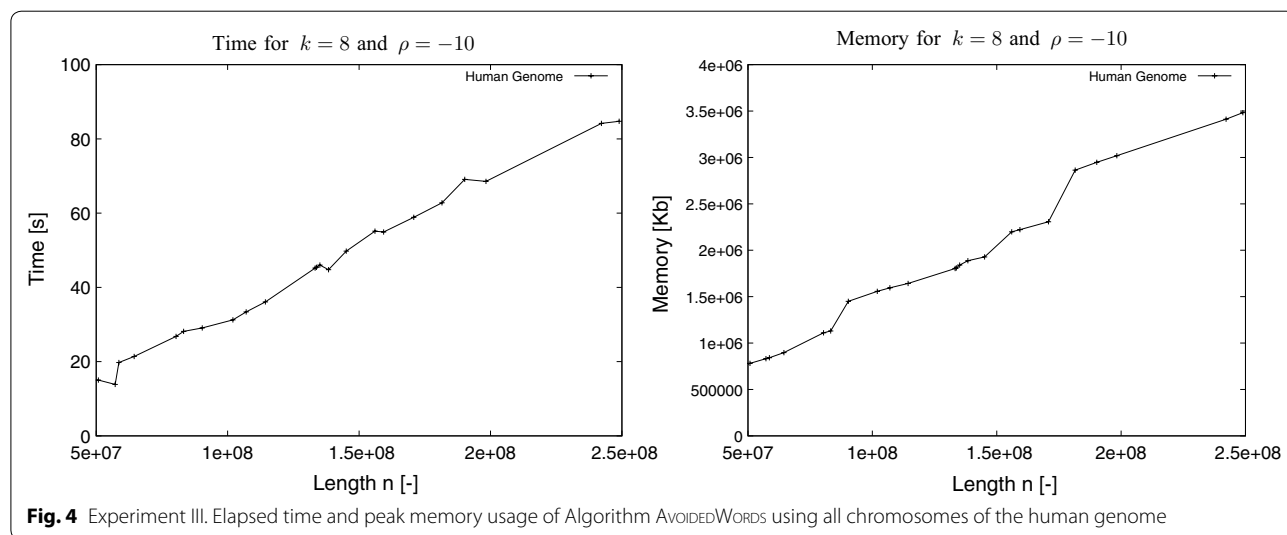 Time for k = 8 and ρ = −10
100
80
60
40
20
0
Time [s]
Human Genome
5e+07
1e+08
1.5e+08
2e+08
2.5e+08
Length n [-]
Memory for k = 8 and ρ = −10
4e+06
3.5e+06
3e+06
2.5e+06
2e+06
1.5e+06
1e+06
500000
0
Memory [Kb]
Human Genome
5e+07
1e+08
1.5e+08
2e+08
2.5e+08
Length n [-]
Fig. 4 Experiment III. Elapsed time and peak memory usage of Algorithm AvoidedWords using all chromosomes of the human genome